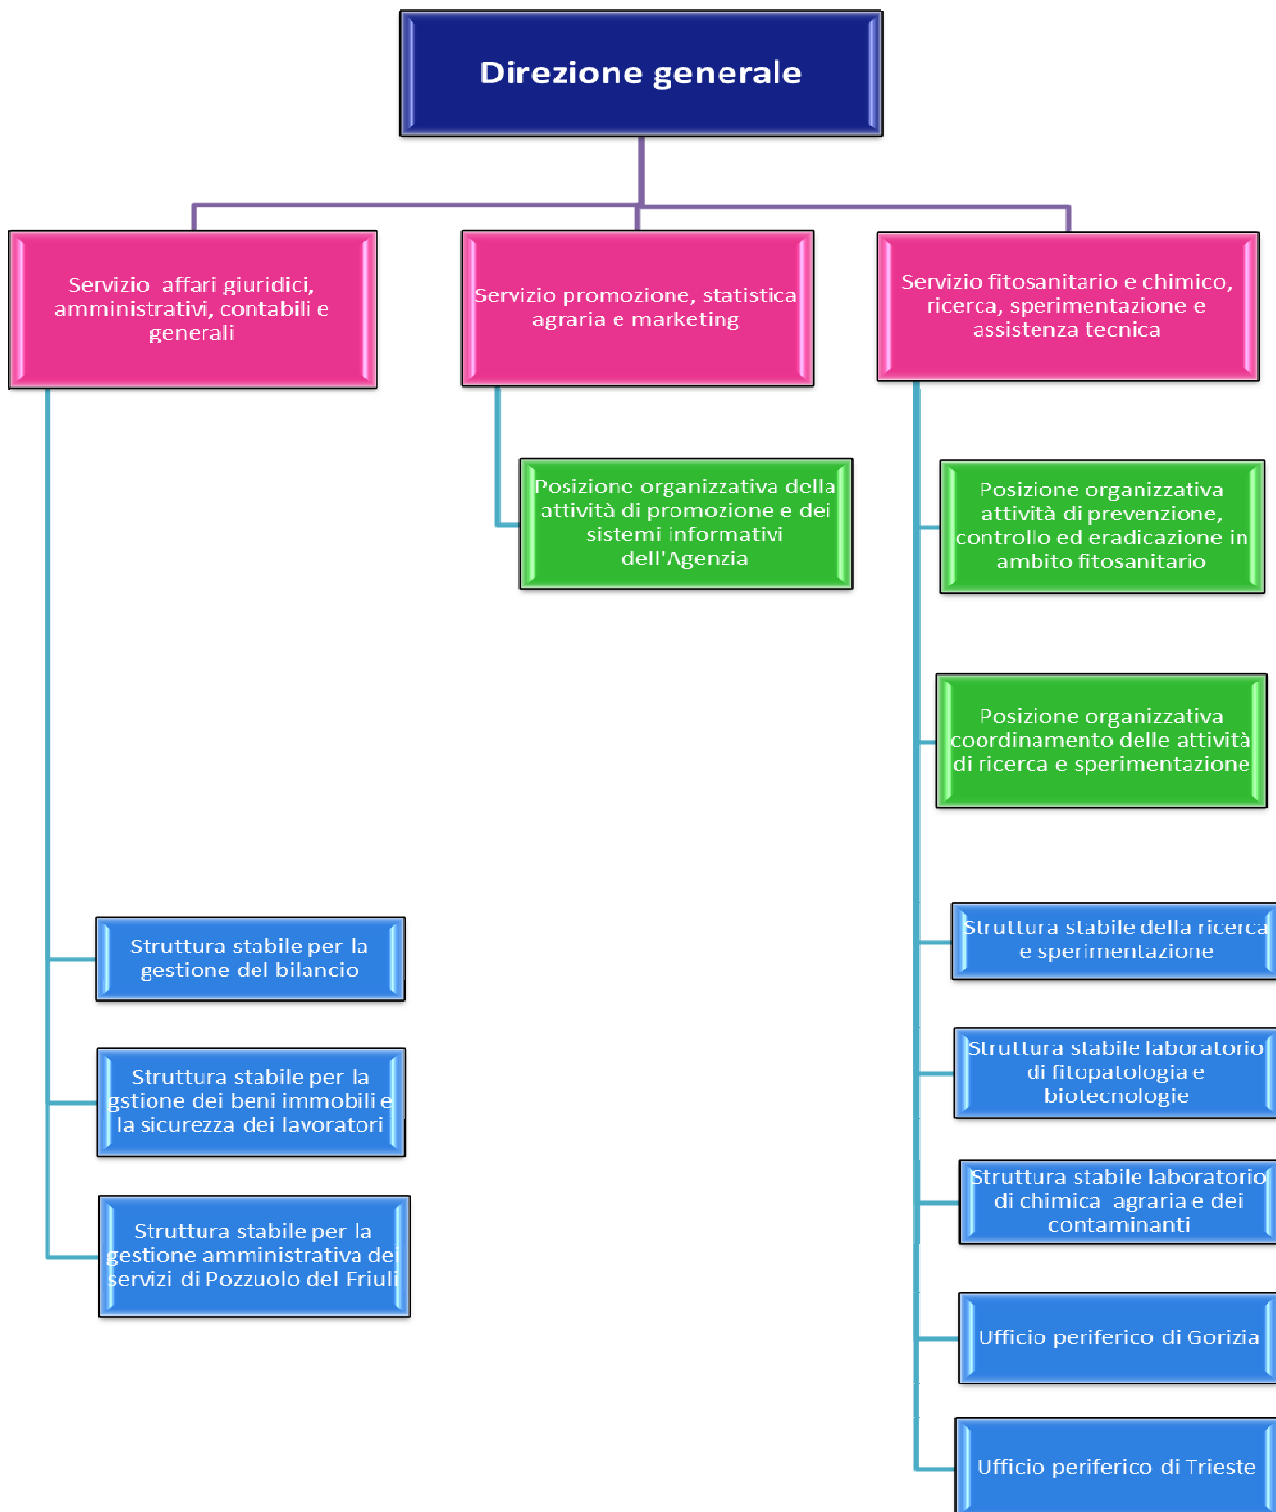 Direzione generale
Servizio affari giuridici,
amministrativi, contabili e
generali
Servizio promozione, statistica
agraria e marketing
Servizio fitosanitario e chimico,
ricerca, sperimentazione e
assistenza tecnica
Posizione organizzativa della
attività di promozione e dei
sistemi informativi
dell'Agenzia
Posizione organizzativa
attività di prevenzione,
controllo ed eradicazione in
ambito fitosanitario
Posizione organizzativa
coordinamento delle attività
di ricerca e sperimentazione
Struttura stabile per la
gestione del bilancio
Struttura stabile per la
gstione dei beni immobili e
la sicurezza dei lavoratori
Struttura stabile per la
gestione amministrativa dei
servizi di Pozzuolo del Friuli
Struttura stabile della ricerca
e sperimentazione
Struttura stabile laboratorio
di fitopatologia e
biotecnologie
Struttura stabile laboratorio
di chimica agraria e dei
contaminanti
Ufficio periferico di Gorizia
Ufficio periferico di Trieste